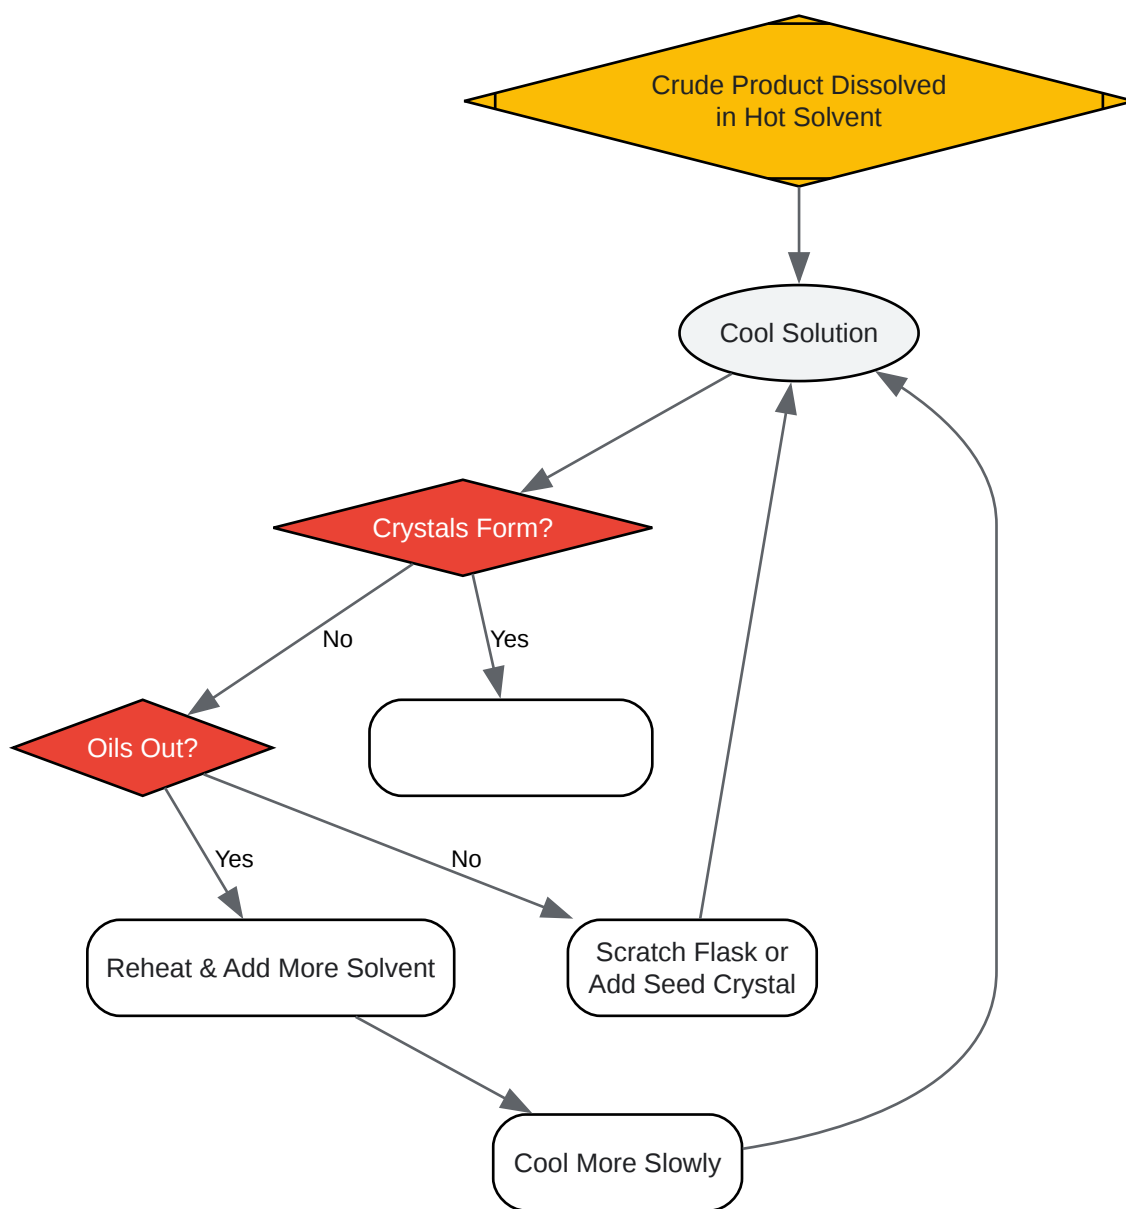 Crude Product Dissolved
in Hot Solvent
Cool Solution
Crystals Form?
No
Yes
Oils Out?
Yes
No
Reheat & Add More Solvent
Scratch Flask or
Add Seed Crystal
Cool More Slowly